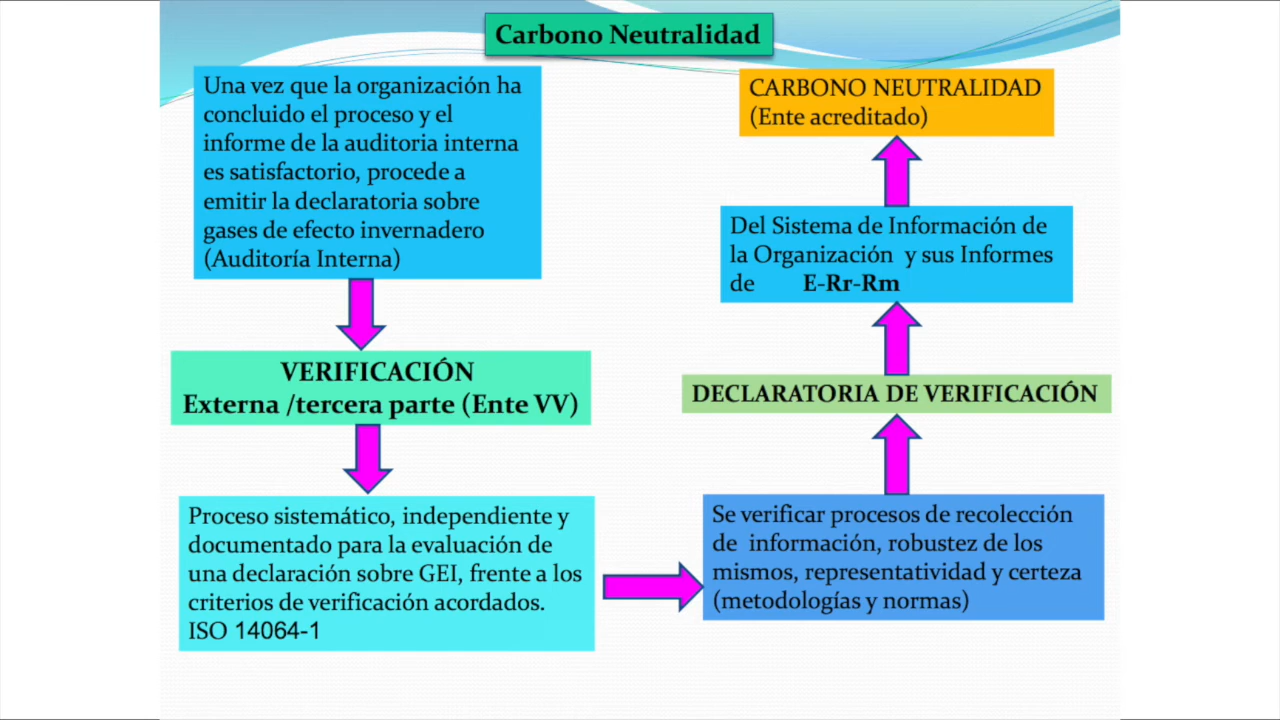 Carbono Neutralidad
Una vez que la organización ha
concluido el proceso y el
informe de la auditoria interna
es satisfactorio, procede a
emitir la declaratoria sobre
gases de efecto invernadero
(Auditoría Interna)
VERIFICACIÓN
Externa /tercera parte (Ente VV)
Proceso sistemático, independiente y
documentado para la evaluación de
una declaración sobre GEI, frente a los
criterios de verificación acordados.
ISO 14064-1
Se verificar procesos de recolección
de información, robustez de los
mismos, representatividad y certeza
(metodologías y normas)
DECLARATORIA DE VERIFICACIÓN
Del Sistema de Información de
la Organización y sus Informes
de E-Rr-Rm
CARBONO NEUTRALIDAD
(Ente acreditado)